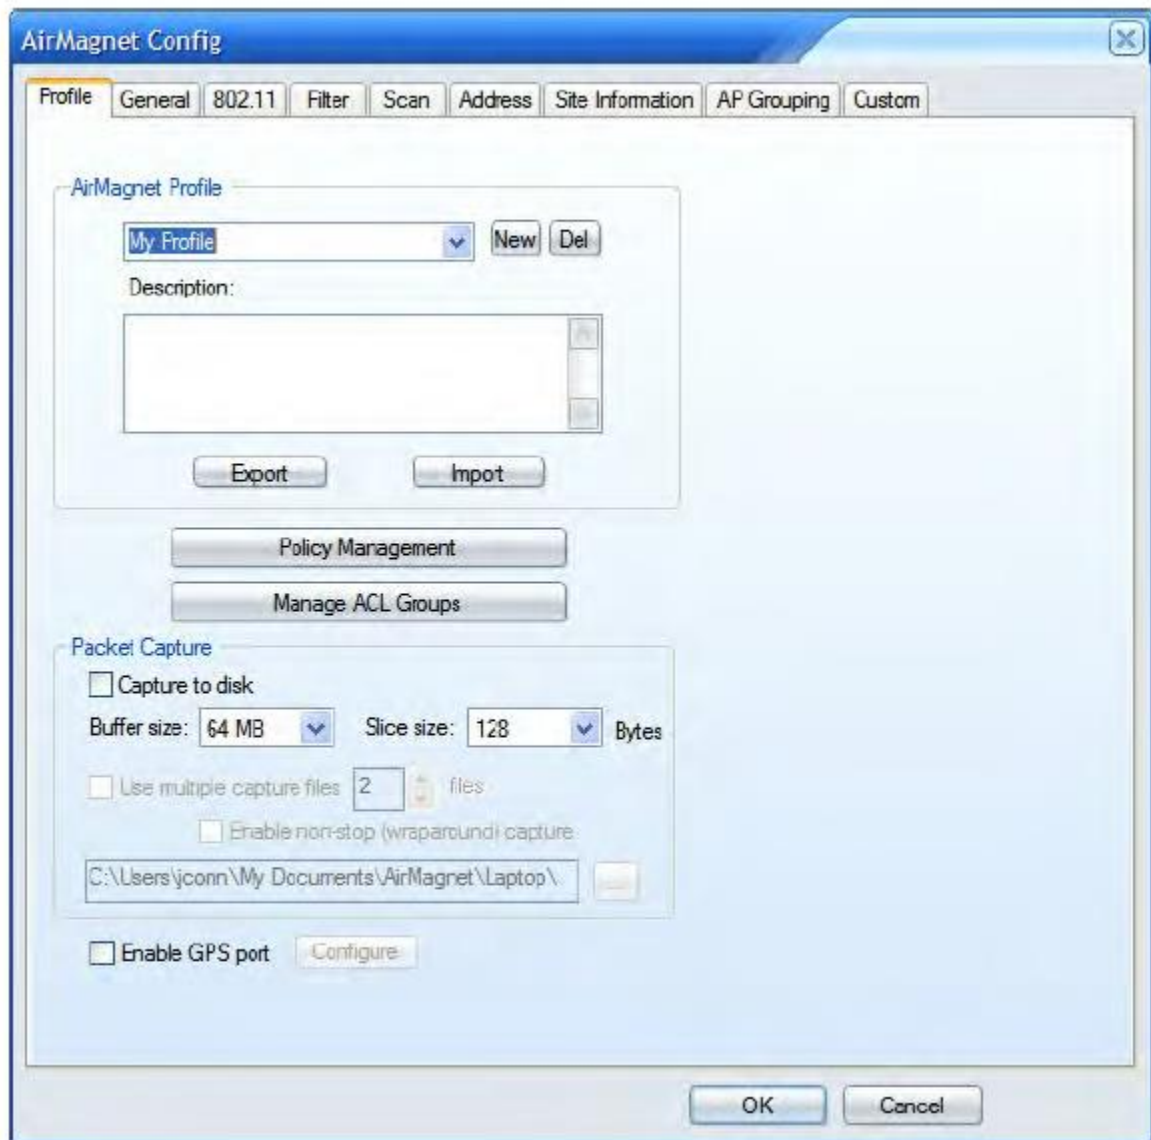 AirMagnet Config
Profile General 802.11 Filter Scan Address Site Information AP Grouping Custom
AirMagnet Profile
My Profile New Del
Description:
Export Import
Policy Management
Manage ACL Groups
Packet Capture
Capture to disk
Buffer size: 64 MB Slice size: 128 Bytes
Use multiple capture files 2 files
Enable non-stop (wraparound) capture
C:\Users\jconn\My Documents\AirMagnet\Laptop\
...
Enable GPS port Configure
OK Cancel